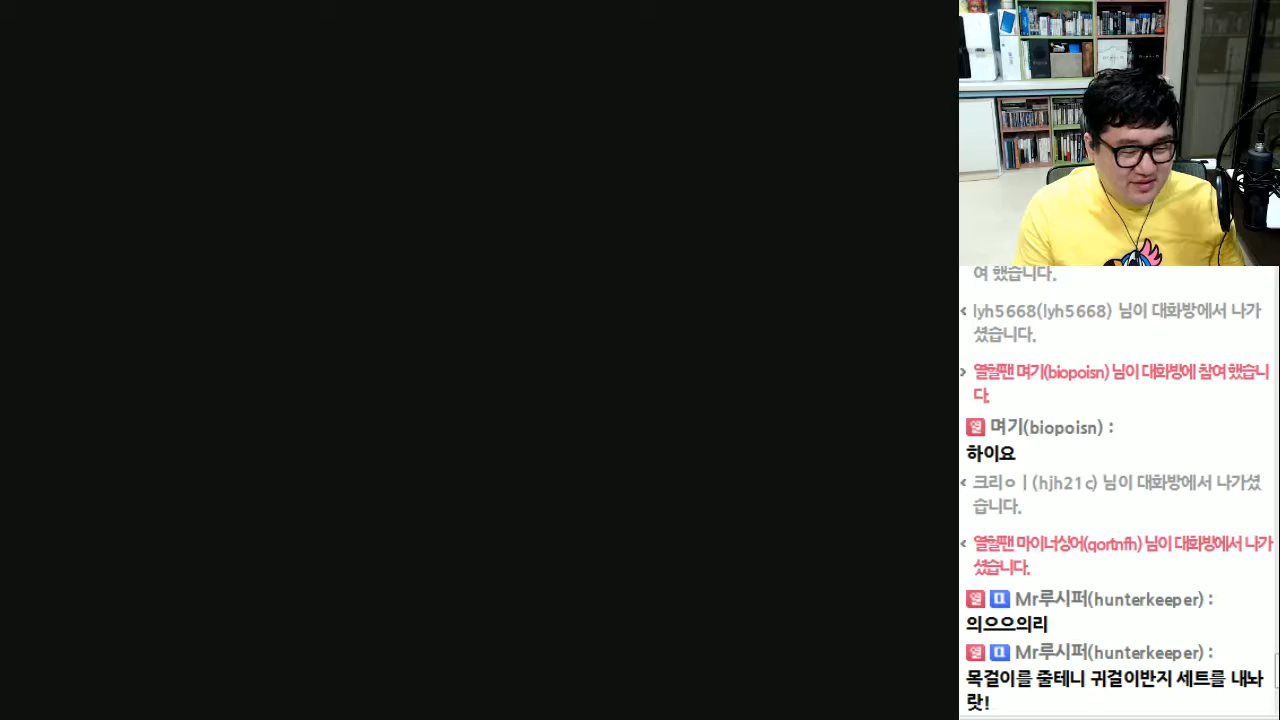 여 했습니다.
lyh5668(lyh5668) 님이 대화방에서 나가
셨습니다.
열혈팬 며기(biopoisn) 님이 대화방에 참여 했습니
다.
열 며기(biopoisn) :
하이요
크리ㅇㅣ(hjh21c) 님이 대화방에서 나가셨
습니다.
열혈팬 마이너싱어(qortnfh) 님이 대화방에서 나가
셨습니다.
열 Mr루시퍼(hunterkeeper) :
의으으의리
열 Mr루시퍼(hunterkeeper) :
목걸이를 줄테니 귀걸이반지 세트를 내놔
랏!